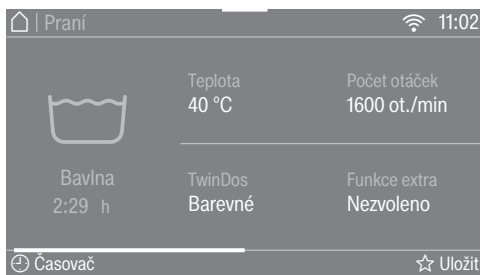 | Praní 11:02
Teplota Počet otáček
40 °C 1600 ot./min
Bavlna TwinDos Funkce extra
2:29 h Barevné Nezvoleno
Časovač Uložit